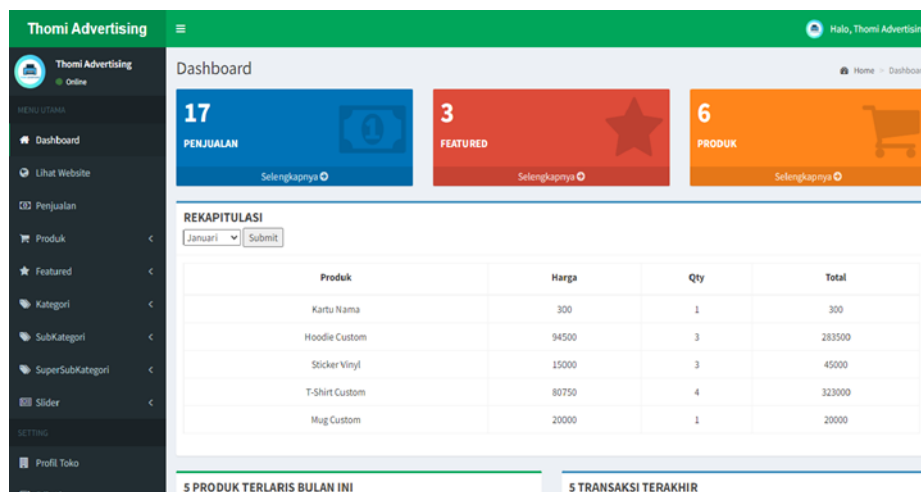 Thomi Advertising
Halo, Thomi Advertisin
Thomi Advertising
Online
MENU UTAMA
Dashboard
Lihat Website
Penjualan
Produk
Featured
Kategori
SubKategori
SuperSubKategori
Slider
SETTING
Profil Toko
Dashboard
Home > Dashboar
17
PENJUALAN
Selengkapnya
3
FEATURED
Selengkapnya
6
PRODUK
Selengkapnya
REKAPITULASI
Januari Submit
Produk Harga Qty Total
Kartu Nama 300 1 300
Hoodie Custom 94500 3 283500
Sticker Vinyl 15000 3 45000
T-Shirt Custom 80750 4 323000
Mug Custom 20000 1 20000
5 PRODUK TERLARIS BULAN INI
5 TRANSAKSI TERAKHIR